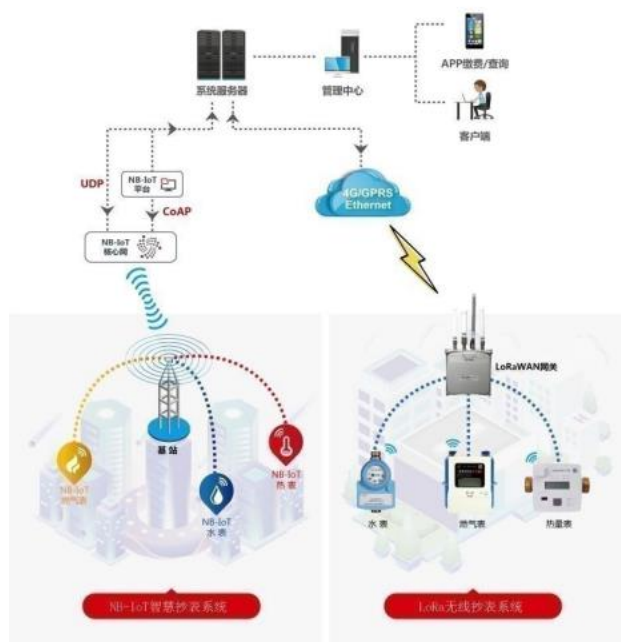 系统服务器
管理中心
APP缴费/查询
客户端
UDP
NB-IoT
平台
CoAP
NB-IoT
核心网
4G/GPRS
Ethernet
LoRaWAN网关
基站
NB-IoT
燃气表
NB-IoT
热表
NB-IoT
水表
水表
燃气表
热量表
NB-IoT智慧抄表系统
LoRa无线抄表系统